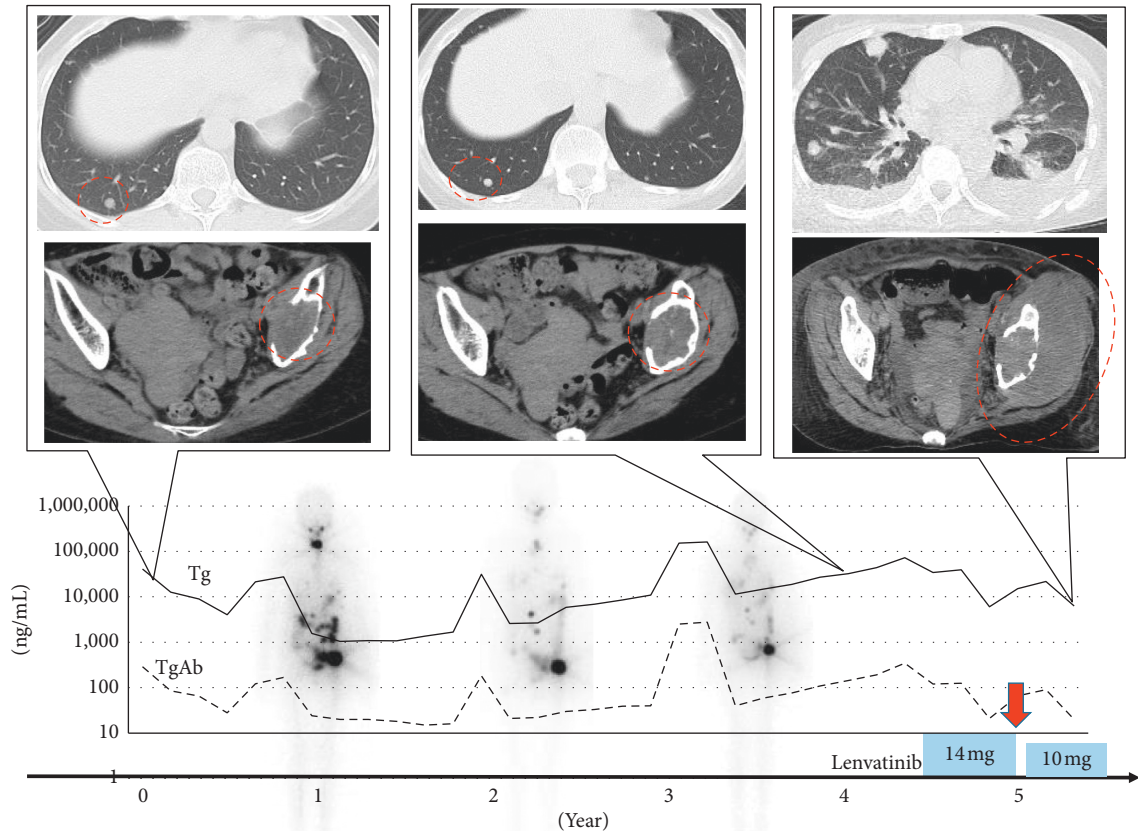 1,000,000
100,000
10,000
1,000
100
10
1
(ng/mL)
Tg
TgAb
Lenvatinib
14 mg
10 mg
0 1 2 3 4 5
(Year)